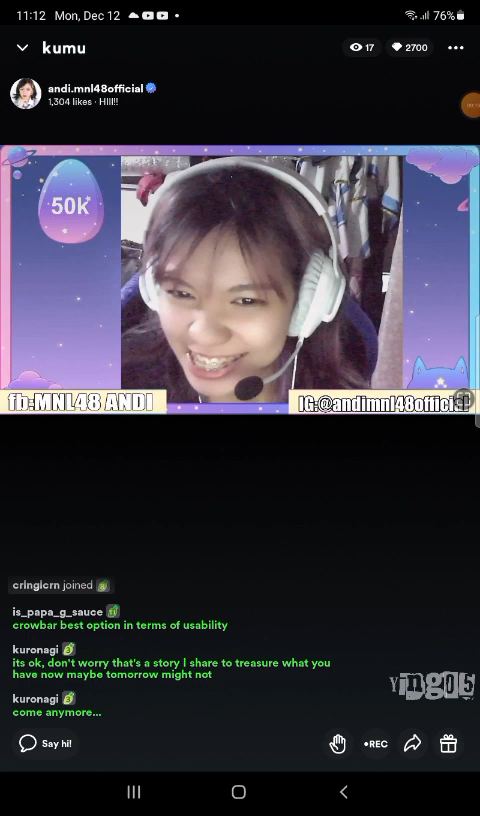 11:12 Mon, Dec 12
76%
kumu
17
2700
andi.mnl48official
1,304 likes · HIII!!
50k
fb:MNL48 ANDI
IG:@andimnl48official
cringicrn joined
is_papa_g_sauce
crowbar best option in terms of usability
kuronagi
its ok, don't worry that's a story I share to treasure what you
have now maybe tomorrow might not
kuronagi
come anymore...
Yingo5
Say hi!
•REC